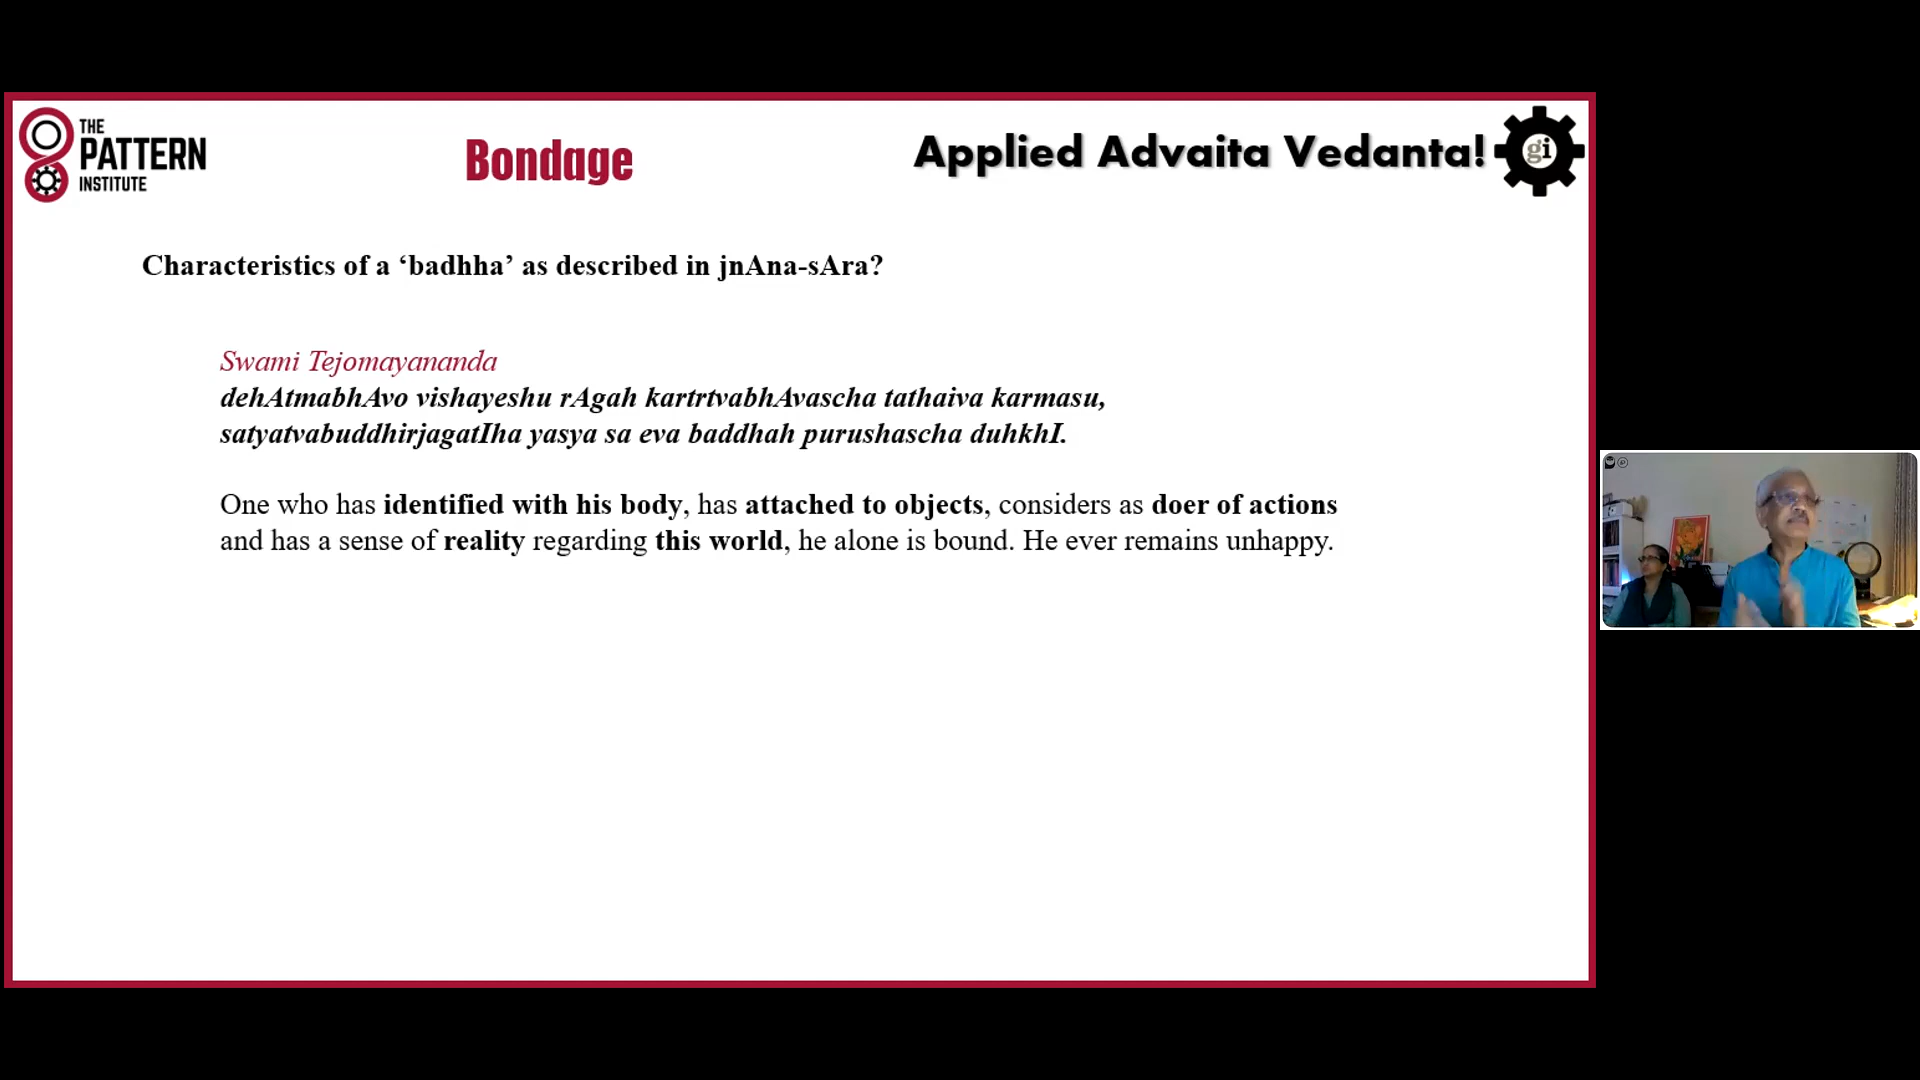 THE
PATTERN
INSTITUTE
Bondage
Applied Advaita Vedanta!
gi
Characteristics of a ‘badhha’ as described in jnAna-sAra?
Swami Tejomayananda
dehAtmabhAvo vishayeshu rAgah kartrtvabhAvascha tathaiva karmasu,
satyatvabuddhirjagatIha yasya sa eva baddhah purushascha duhkhI.
One who has identified with his body, has attached to objects, considers as doer of actions
and has a sense of reality regarding this world, he alone is bound. He ever remains unhappy.